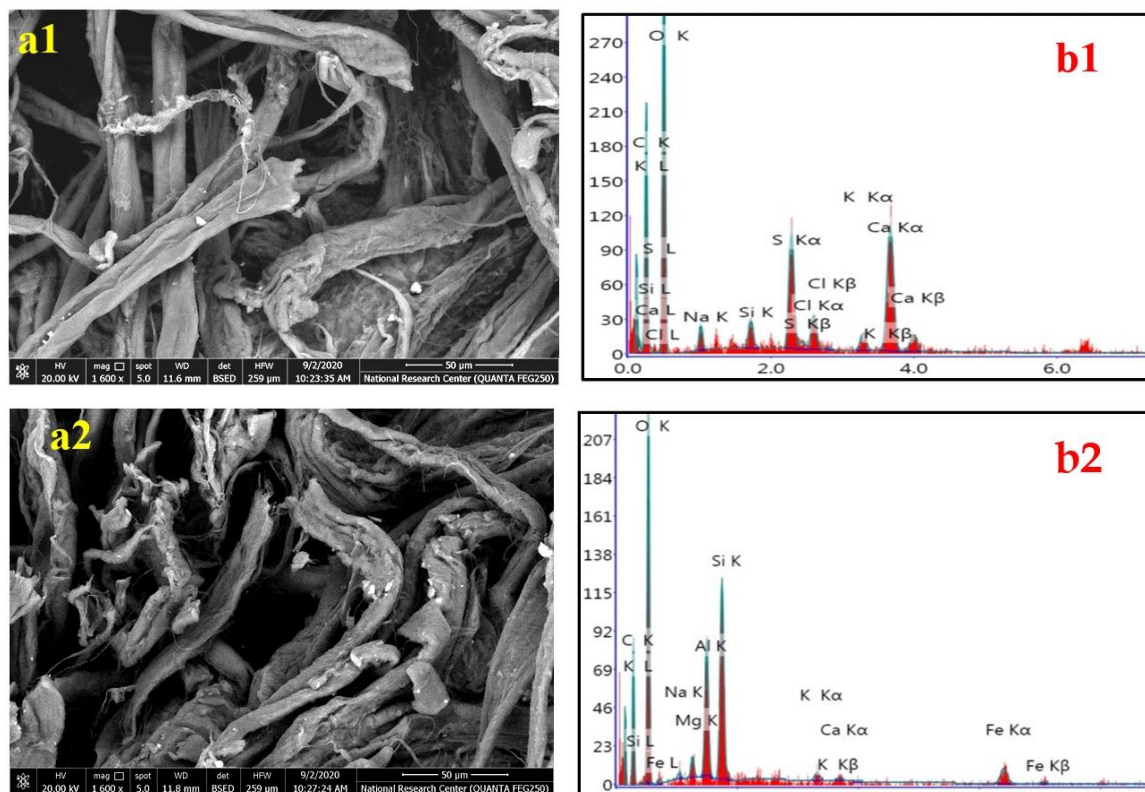 a1
HV mag □ spot WD det HFW 9/2/2020 50 µm
20.00 kV 1 600 x 5.0 11.6 mm BSED 259 µm 10:23:35 AM National Research Center (QUANTA FEG250)
b1
270
240
210
180
150
120
90
60
30
0
O K
C K
K L
S L
Si L
Ca L
Cl L
Na K
Si K
S Kα
S Kβ
Cl Kβ
Cl Kα
K Kα
Ca Kα
Ca Kβ
K Kβ
0.0 2.0 4.0 6.0
a2
HV mag □ spot WD det HFW 9/2/2020 50 µm
20.00 kV 1 600 x 5.0 11.8 mm BSED 259 µm 10:27:24 AM National Research Center (QUANTA FEG250)
b2
207
184
161
138
115
92
69
46
23
0
O K
C K
K L
Si L
Fe L
Na K
Mg K
Al K
Si K
K Kα
Ca Kα
K Kβ
Fe Kα
Fe Kβ